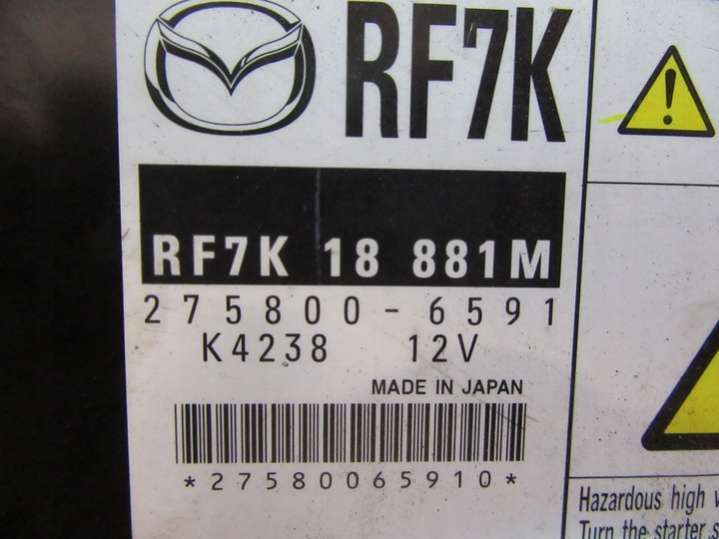 RF7K
RF7K 18 881M
275800-6591
K4238 12V
MADE IN JAPAN
*27580065910*
Hazardous high
Turn the starter